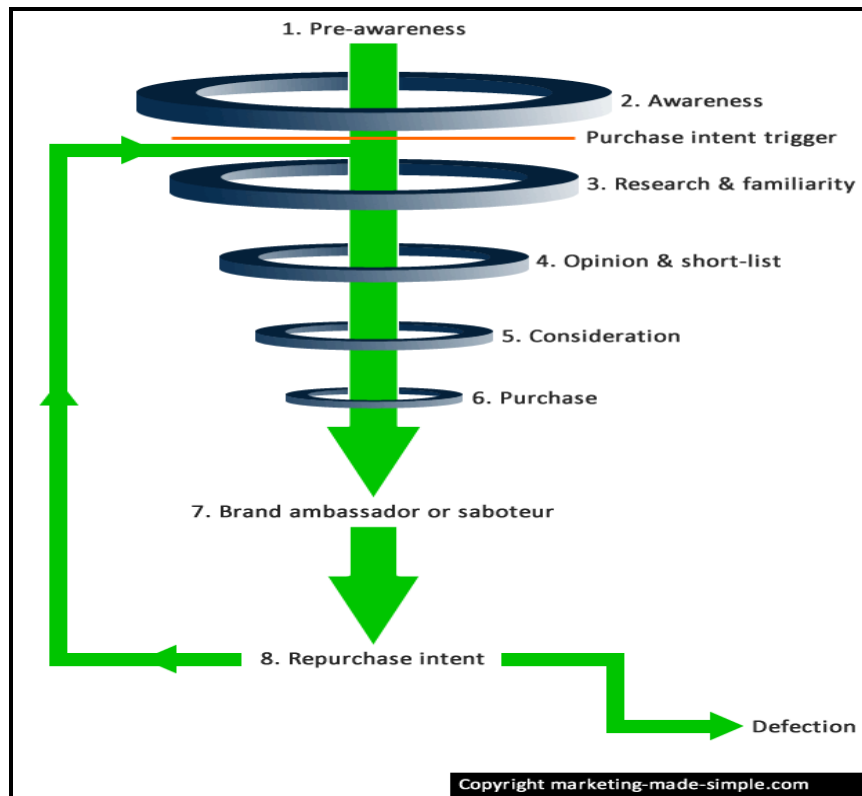 1. Pre-awareness
2. Awareness
Purchase intent trigger
3. Research & familiarity
4. Opinion & short-list
5. Consideration
6. Purchase
7. Brand ambassador or saboteur
8. Repurchase intent
Defection
Copyright marketing-made-simple.com